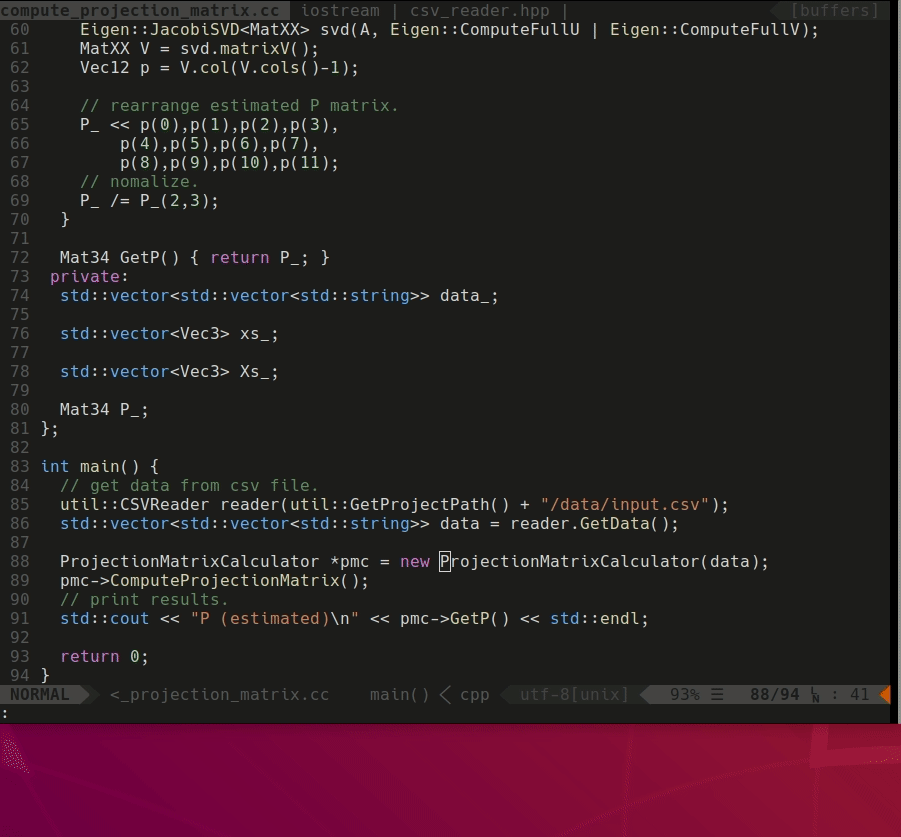 compute_projection_matrix.cc iostream | csv_reader.hpp | [buffers]
60 Eigen::JacobiSVD<MatXX> svd(A, Eigen::ComputeFullU | Eigen::ComputeFullV);
61 MatXX V = svd.matrixV();
62 Vec12 p = V.col(V.cols()-1);
63
64 // rearrange estimated P matrix.
65 P_ << p(0),p(1),p(2),p(3),
66 p(4),p(5),p(6),p(7),
67 p(8),p(9),p(10),p(11);
68 // nomalize.
69 P_ /= P_(2,3);
70 }
71
72 Mat34 GetP() { return P_; }
73 private:
74 std::vector<std::vector<std::string>> data_;
75
76 std::vector<Vec3> xs_;
77
78 std::vector<Vec3> Xs_;
79
80 Mat34 P_;
81 };
82
83 int main() {
84 // get data from csv file.
85 util::CSVReader reader(util::GetProjectPath() + "/data/input.csv");
86 std::vector<std::vector<std::string>> data = reader.GetData();
87
88 ProjectionMatrixCalculator *pmc = new ProjectionMatrixCalculator(data);
89 pmc->ComputeProjectionMatrix();
90 // print results.
91 std::cout << "P (estimated)\n" << pmc->GetP() << std::endl;
92
93 return 0;
94 }
NORMAL <_projection_matrix.cc main() < cpp utf-8[unix] 93% ☰ 88/94 ㏑ : 41
: